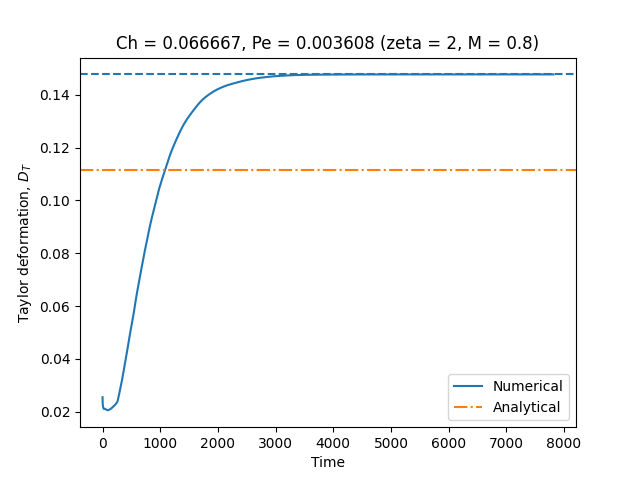 Ch = 0.066667, Pe = 0.003608 (zeta = 2, M = 0.8)
Taylor deformation, D_T
0.14
0.12
0.10
0.08
0.06
0.04
0.02
0 1000 2000 3000 4000 5000 6000 7000 8000
Time
Numerical
Analytical